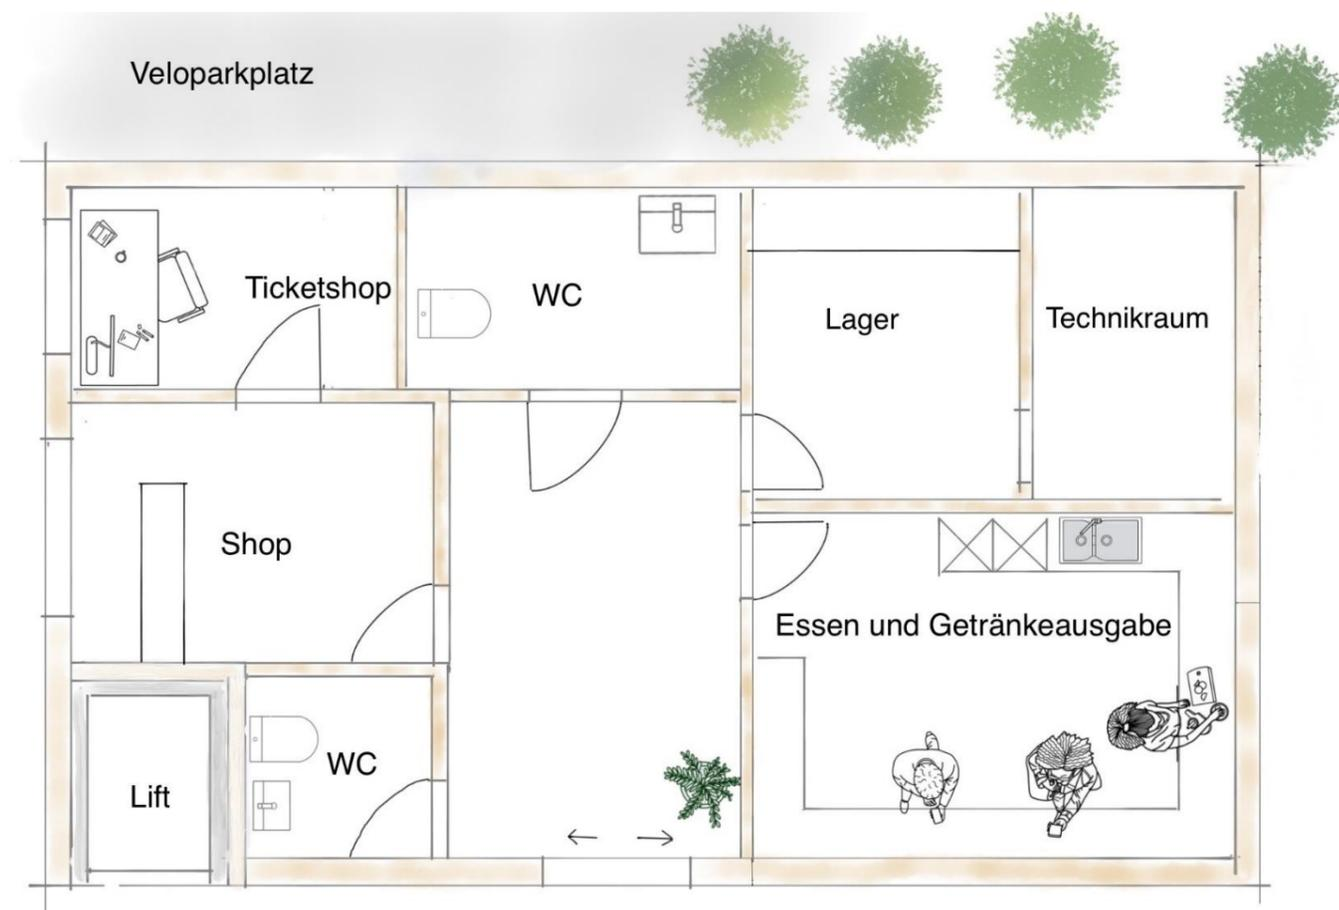 Veloparkplatz
Ticketshop
WC
Lager
Technikraum
Shop
Essen und Getränkeausgabe
WC
Lift